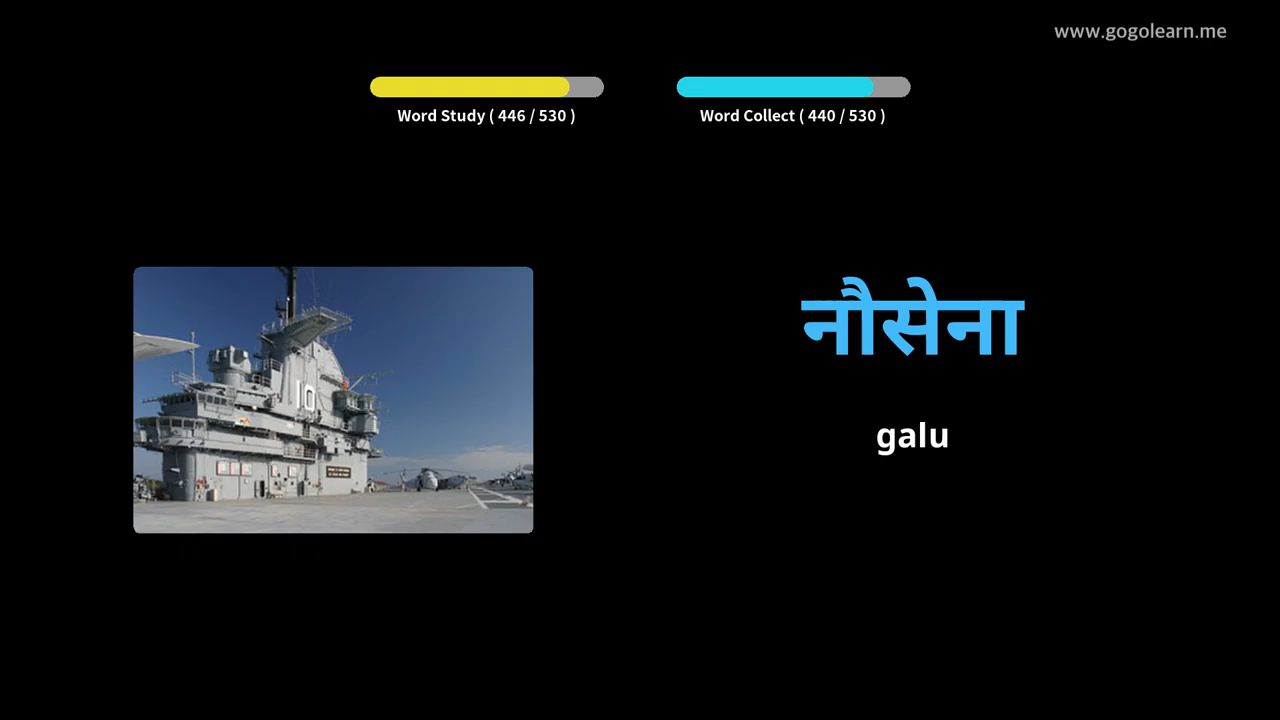 www.gogolearn.me
Word Study ( 446 / 530 )
Word Collect ( 440 / 530 )
नौसेना
galu
10